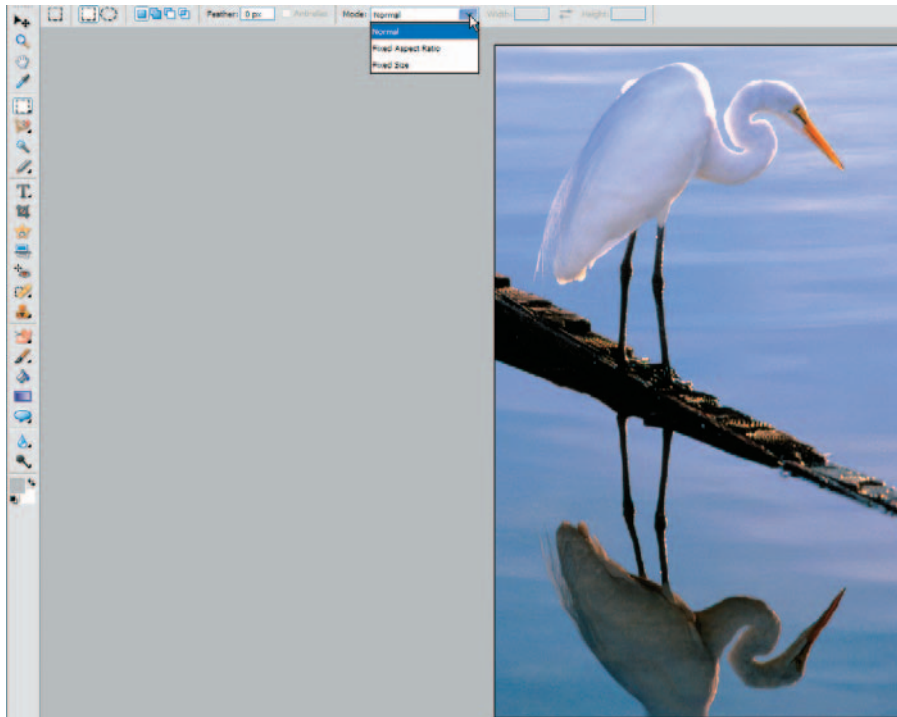 Feather: 0 px Anti-alias Mode: Normal Width: Height:
Normal
Fixed Aspect Ratio
Fixed Size
T